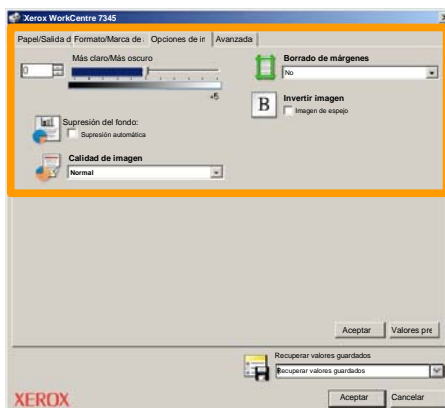 Xerox WorkCentre 7345
Papel/Salida d Formato/Marca de Opciones de in Avanzada
Más claro/Más oscuro
0
+5
Supresión del fondo:
Supresión automática
Calidad de imagen
Normal
Borrado de márgenes
No
B
Invertir imagen
Imagen de espejo
Aceptar Valores pre
Recuperar valores guardados
Recuperar valores guardados
XEROX
Aceptar Cancelar